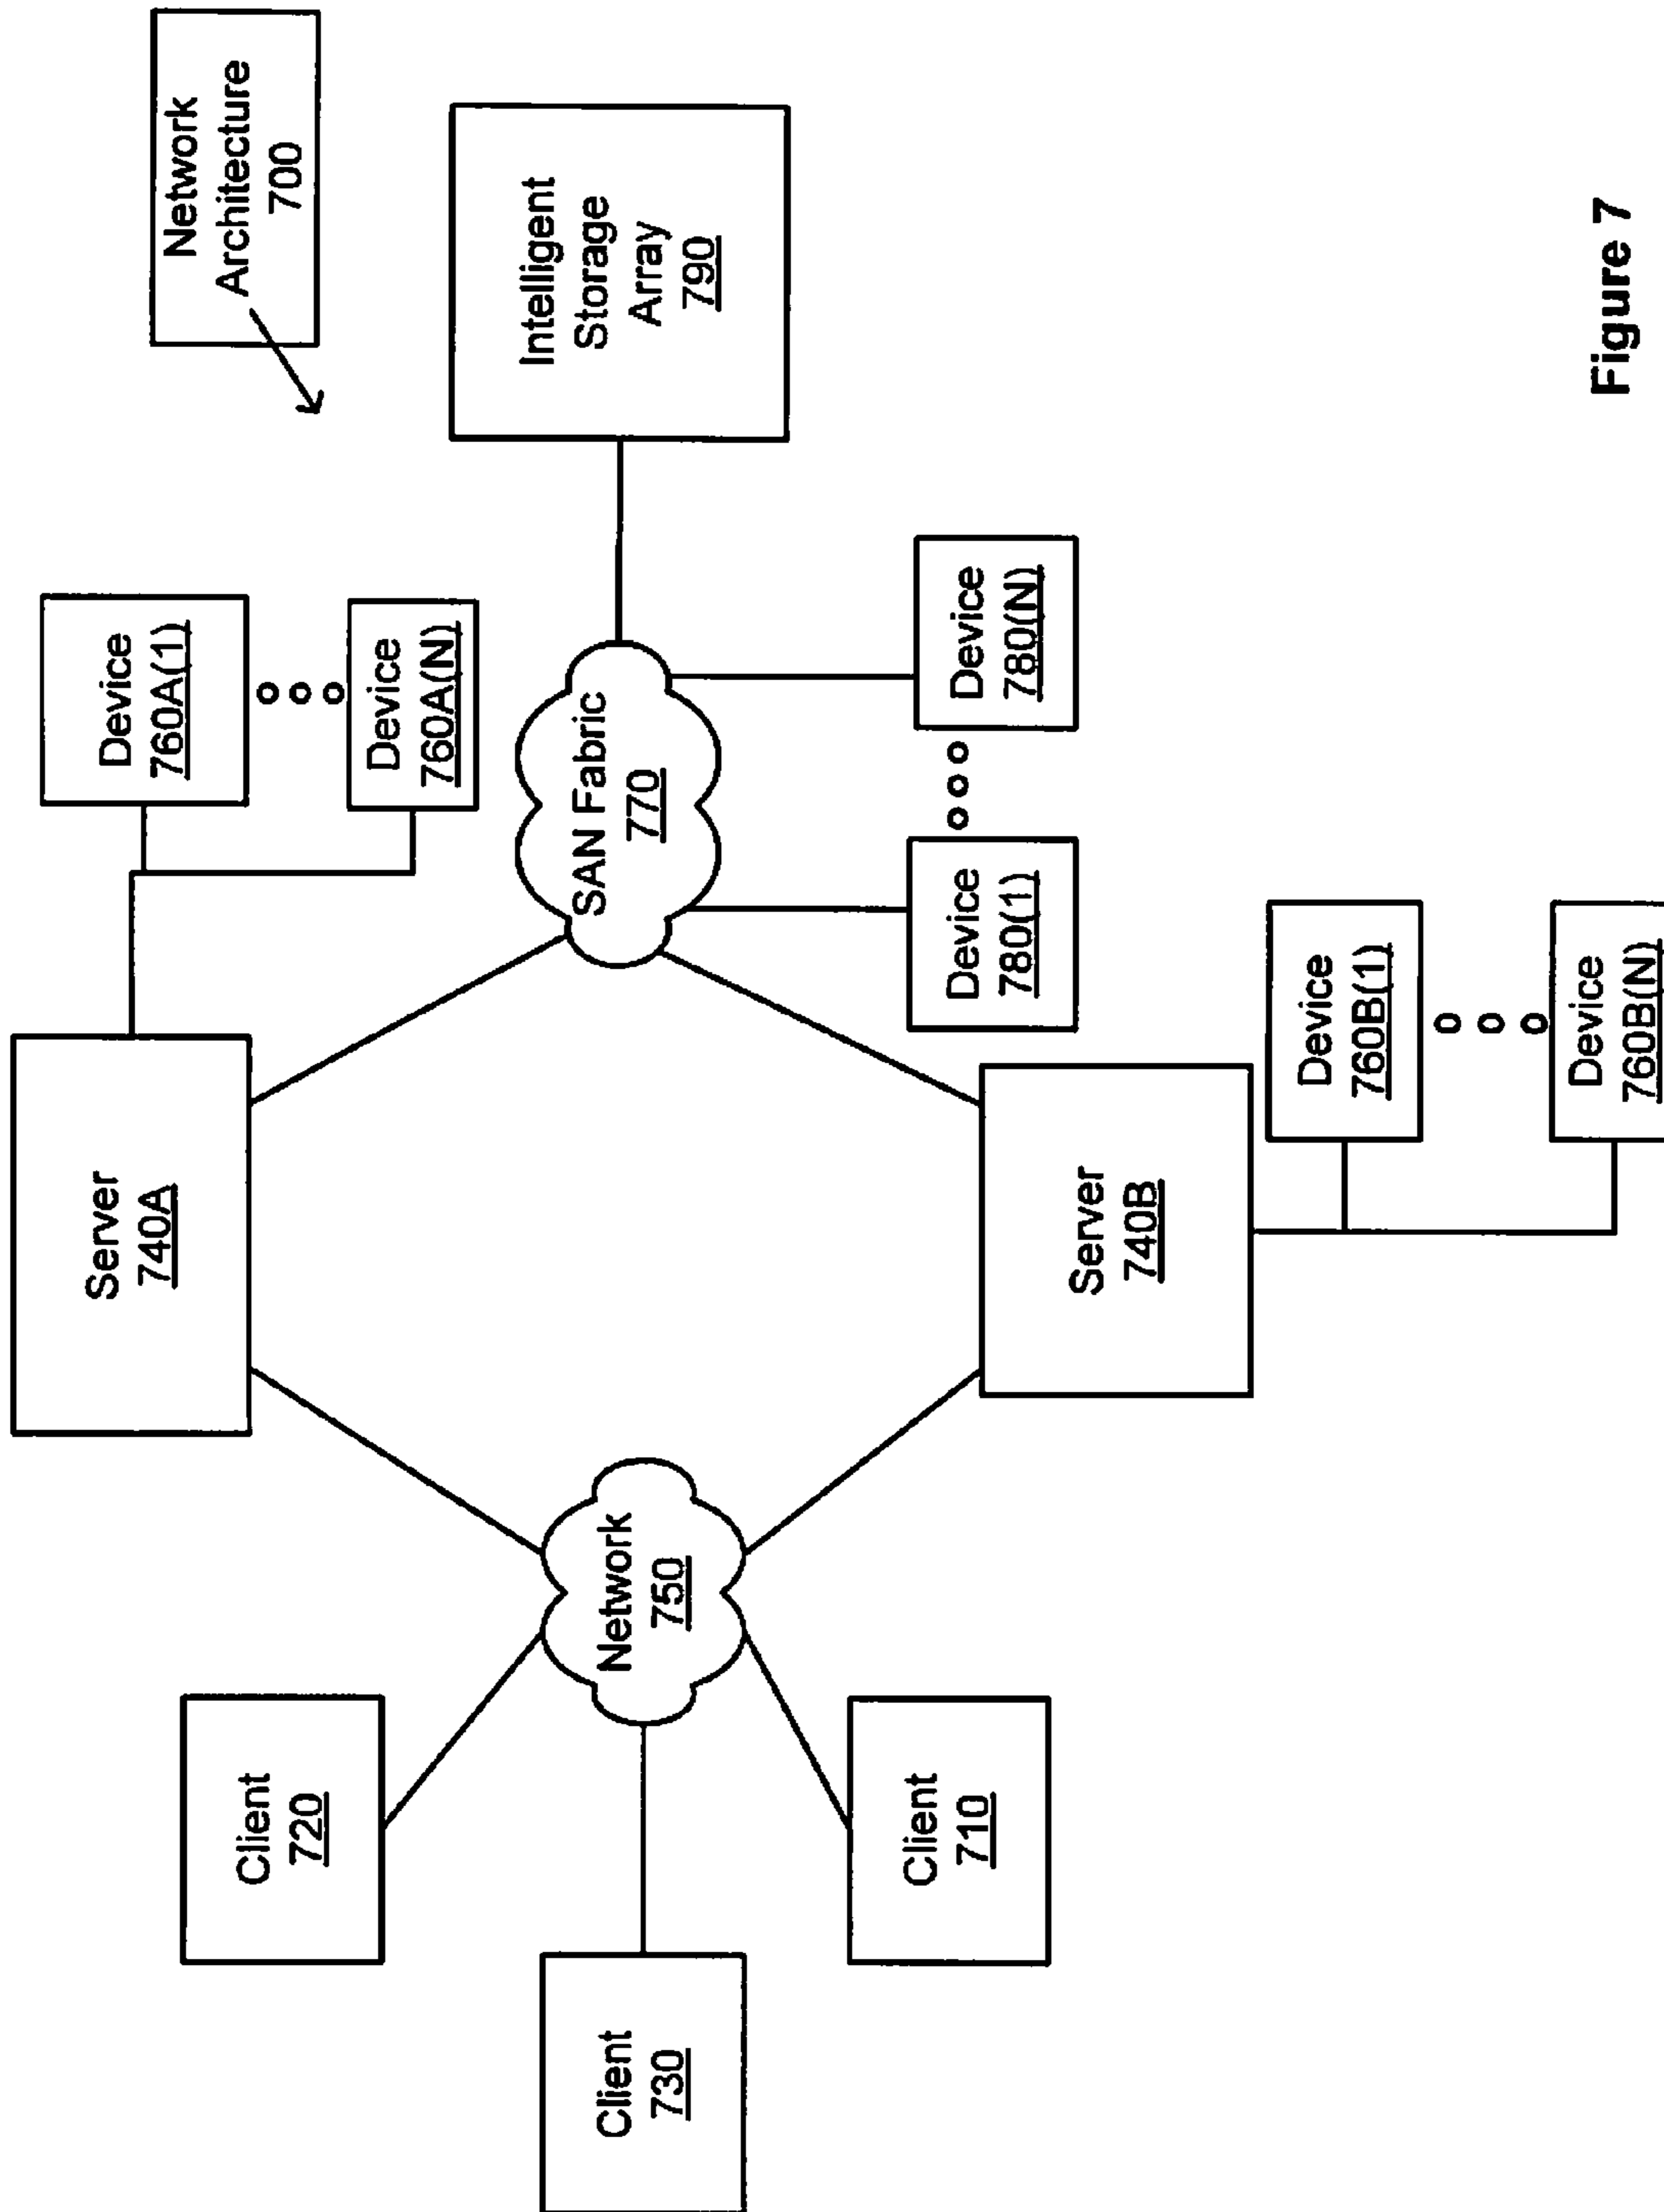 Network
Architecture
700
Device
760A(1)
Device
760A(N)
Server
740A
Intelligent
Storage
Array
790
SAN Fabric
770
Client
720
Network
750
Client
730
Device
780(1)
Device
780(N)
Client
710
Server
740B
Device
760B(1)
Device
760B(N)
Figure 7